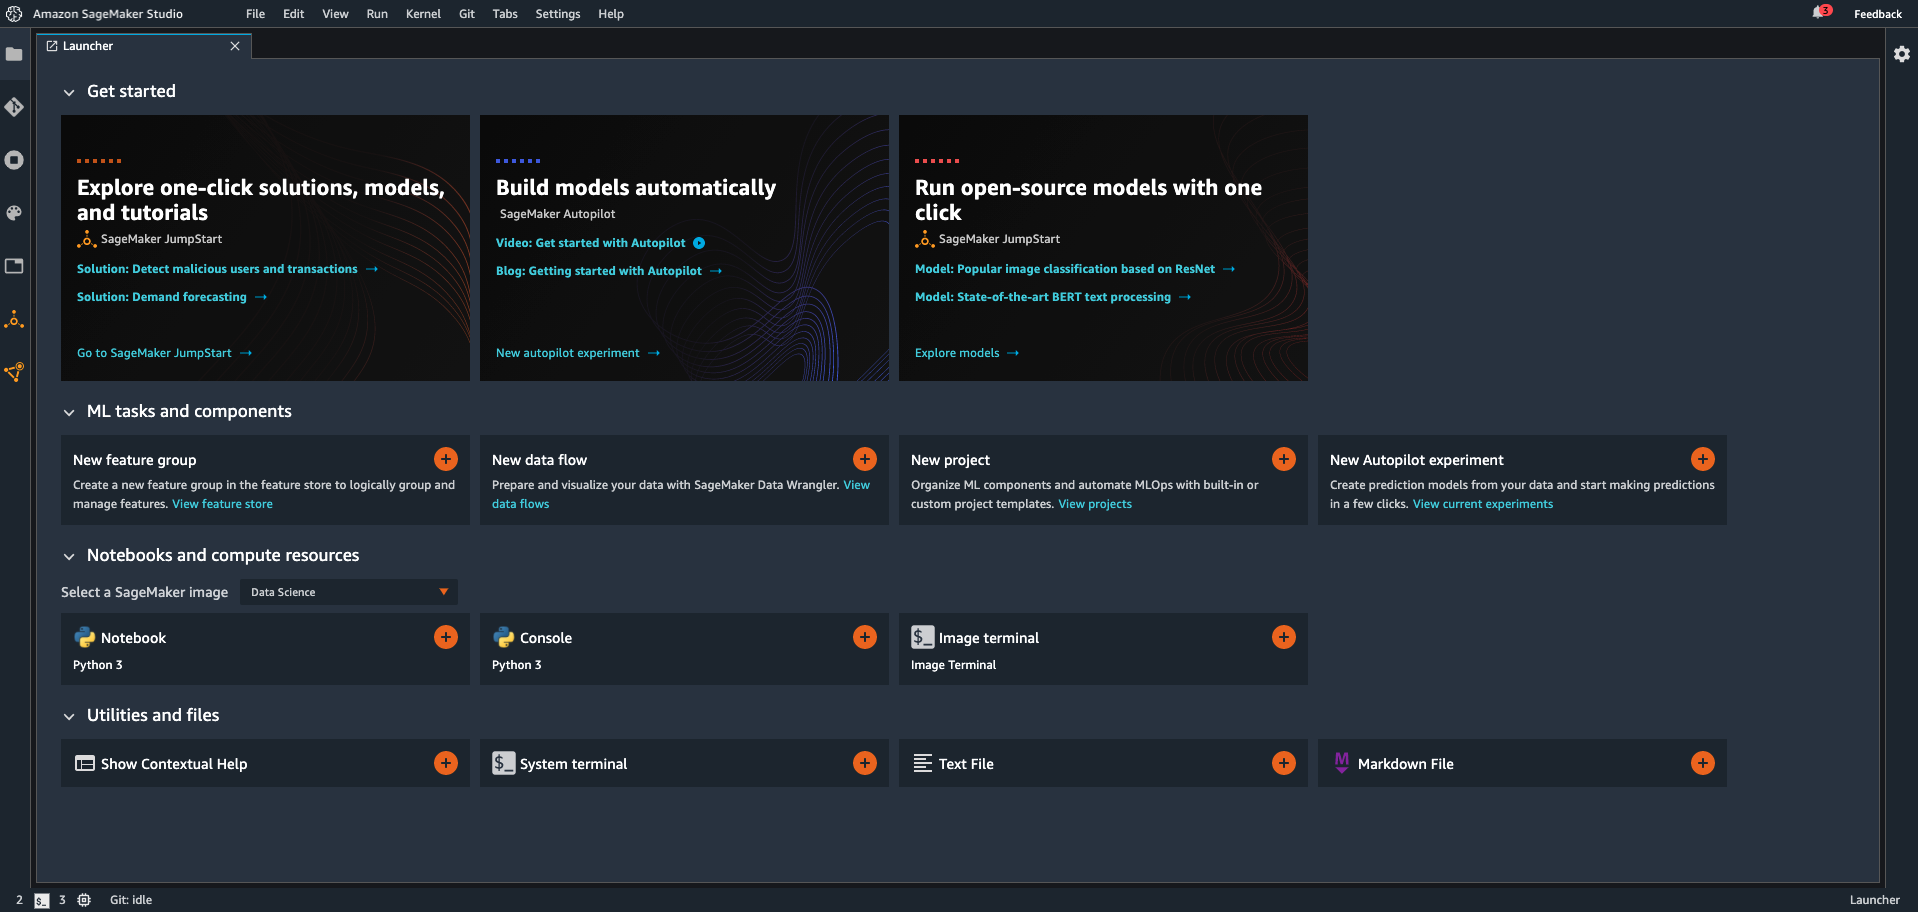 Amazon SageMaker Studio File Edit View Run Kernel Git Tabs Settings Help 3 Feedback
Launcher
Get started
Explore one-click solutions, models,
and tutorials
SageMaker JumpStart
Solution: Detect malicious users and transactions
Solution: Demand forecasting
Go to SageMaker JumpStart
Build models automatically
SageMaker Autopilot
Video: Get started with Autopilot
Blog: Getting started with Autopilot
New autopilot experiment
Run open-source models with one
click
SageMaker JumpStart
Model: Popular image classification based on ResNet
Model: State-of-the-art BERT text processing
Explore models
ML tasks and components
New feature group
Create a new feature group in the feature store to logically group and
manage features. View feature store
New data flow
Prepare and visualize your data with SageMaker Data Wrangler. View
data flows
New project
Organize ML components and automate MLOps with built-in or
custom project templates. View projects
New Autopilot experiment
Create prediction models from your data and start making predictions
in a few clicks. View current experiments
Notebooks and compute resources
Select a SageMaker image Data Science
Notebook
Python 3
Console
Python 3
$_ Image terminal
Image Terminal
Utilities and files
Show Contextual Help
$_ System terminal
Text File
M Markdown File
2 $_ 3 Git: idle Launcher